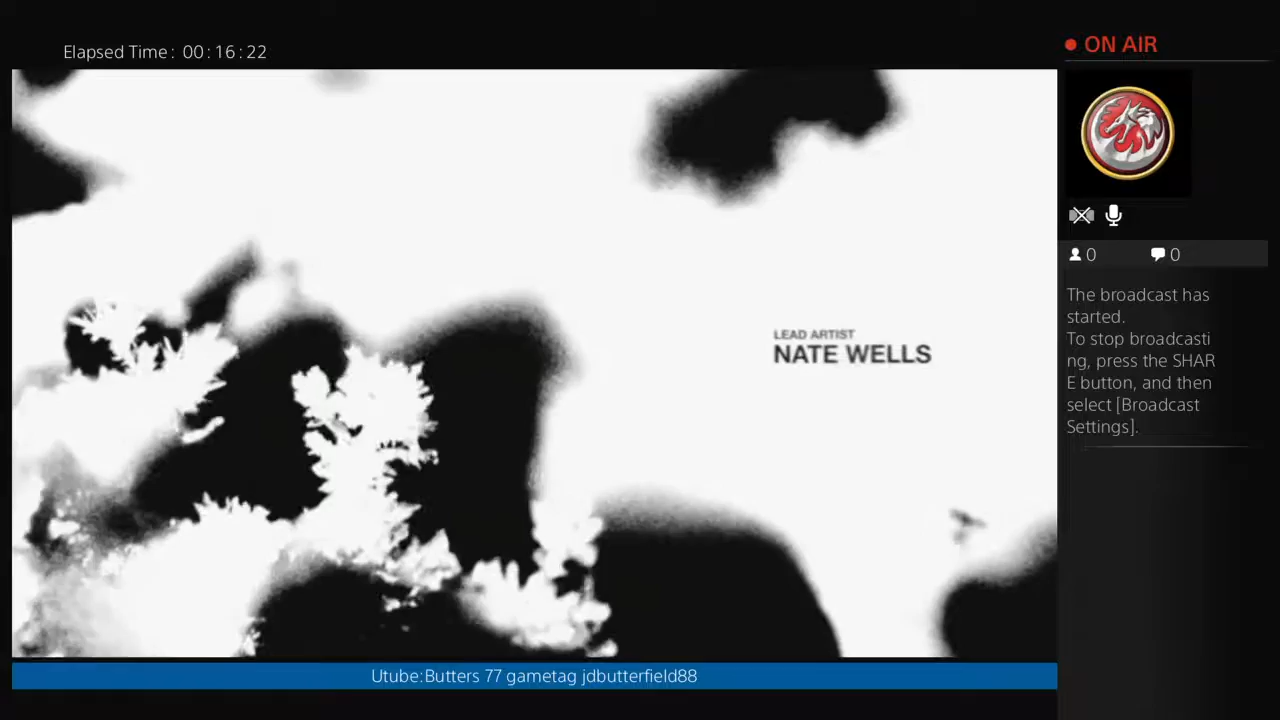 Elapsed Time: 00:16:22
ON AIR
0 0
The broadcast has
started.
To stop broadcasti
ng, press the SHAR
E button, and then
select [Broadcast
Settings].
LEAD ARTIST
NATE WELLS
Utube:Butters 77 gametag jdbutterfield88